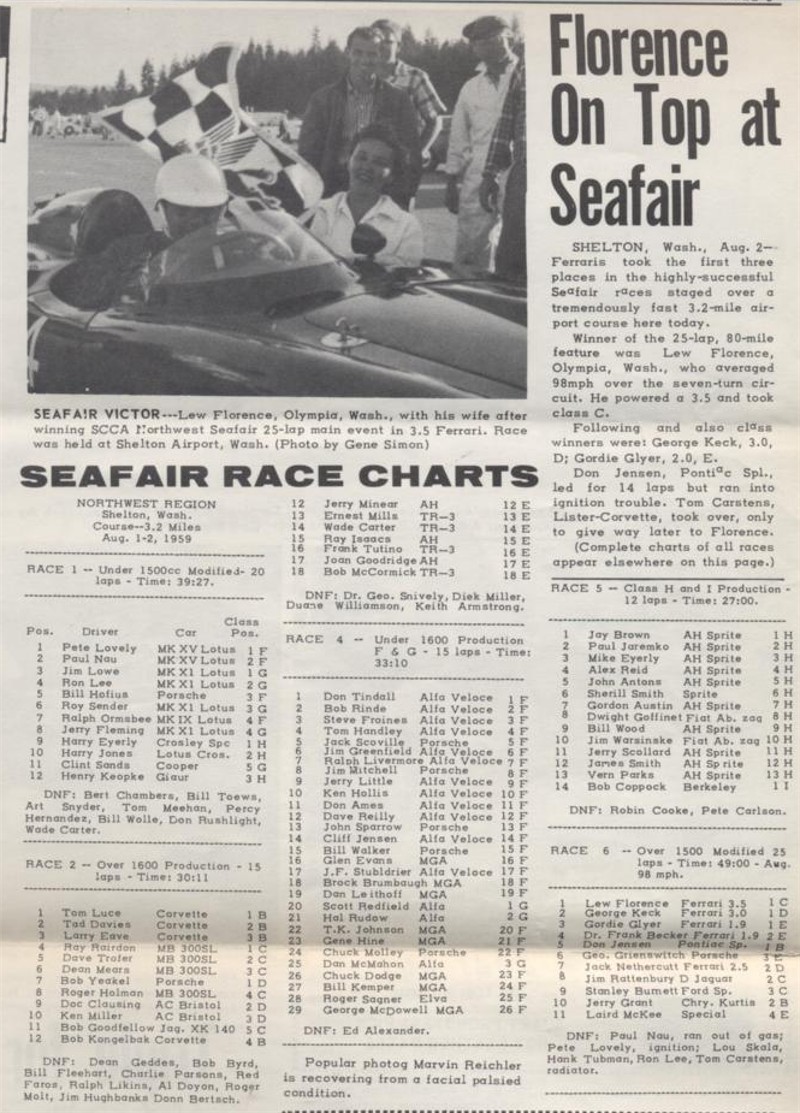 Florence
On Top at
Seafair
SHELTON, Wash., Aug. 2—
Ferraris took the first three
places in the highly-successful
Seafair races staged over a
tremendously fast 3.2-mile air-
port course here today.
Winner of the 25-lap, 80-mile
feature was Lew Florence,
Olympia, Wash., who averaged
98mph over the seven-turn cir-
cuit. He powered a 3.5 and took
class C.
Following and also class
winners were: George Keck, 3.0,
D; Gordie Glyer, 2.0, E.
Don Jensen, Pontiac Spl.,
led for 14 laps but ran into
ignition trouble. Tom Carstens,
Lister-Corvette, took over, only
to give way later to Florence.
(Complete charts of all races
appear elsewhere on this page.)
SEAFAIR VICTOR---Lew Florence, Olympia, Wash., with his wife after
winning SCCA Northwest Seafair 25-lap main event in 3.5 Ferrari. Race
was held at Shelton Airport, Wash. (Photo by Gene Simon)
SEAFAIR RACE CHARTS
NORTHWEST REGION
Shelton, Wash.
Course--3.2 Miles
Aug. 1-2, 1959
RACE 1 -- Under 1500cc Modified- 20
laps - Time: 39:27.
Class
Pos. Driver Car Pos.
1 Pete Lovely MK XV Lotus 1 F
2 Paul Nau MK XV Lotus 2 F
3 Jim Lowe MK X1 Lotus 1 G
4 Ron Lee MK X1 Lotus 2 G
5 Bill Hofius Porsche 3 F
6 Roy Sender MK X1 Lotus 3 G
7 Ralph Ormsbee MK IX Lotus 4 F
8 Jerry Fleming MK X1 Lotus 4 G
9 Harry Eyerly Crosley Spc 1 H
10 Harry Jones Lotus Cros. 2 H
11 Clint Sands Cooper 5 G
12 Henry Keopke Giaur 3 H
DNF: Bert Chambers, Bill Toews,
Art Snyder, Tom Meehan, Percy
Hernandez, Bill Wolle, Don Rushlight,
Wade Carter.
RACE 2 -- Over 1600 Production - 15
laps - Time: 30:11
1 Tom Luce Corvette 1 B
2 Tad Davies Corvette 2 B
3 Larry Eave Corvette 3 B
4 Ray Rairdon MB 300SL 1 C
5 Dave Trofer MB 300SL 2 C
6 Dean Mears MB 300SL 3 C
7 Bob Yeakel Porsche 1 D
8 Roger Holman MB 300SL 4 C
9 Doc Clausing AC Bristol 2 D
10 Ken Miller AC Bristol 3 D
11 Bob Goodfellow Jag. XK 140 5 C
12 Bob Kongelbak Corvette 4 B
DNF: Dean Geddes, Bob Byrd,
Bill Fleehart, Charlie Parsons, Red
Faros, Ralph Likins, Al Doyon, Roger
Molt, Jim Hughbanks Donn Bertsch.
12 Jerry Minear AH 12 E
13 Ernest Mills TR-3 13 E
14 Wade Carter TR-3 14 E
15 Ray Isaacs AH 15 E
16 Frank Tutino TR-3 16 E
17 Joan Goodridge AH 17 E
18 Bob McCormick TR-3 18 E
DNF: Dr. Geo. Snively, Diek Miller,
Duane Williamson, Keith Armstrong.
RACE 4 -- Under 1600 Production
F & G - 15 laps - Time:
33:10
1 Don Tindall Alfa Veloce 1 F
2 Bob Rinde Alfa Veloce 2 F
3 Steve Froines Alfa Veloce 3 F
4 Tom Handley Alfa Veloce 4 F
5 Jack Scoville Porsche 5 F
6 Jim Greenfield Alfa Veloce 6 F
7 Ralph Livermore Alfa Veloce 7 F
8 Jim Mitchell Porsche 8 F
9 Jerry Little Alfa Veloce 9 F
10 Ken Hollis Alfa Veloce 10 F
11 Don Ames Alfa Veloce 11 F
12 Dave Reilly Alfa Veloce 12 F
13 John Sparrow Porsche 13 F
14 Cliff Jensen Alfa Veloce 14 F
15 Bill Walker Porsche 15 F
16 Glen Evans MGA 16 F
17 J.F. Stubldrier Alfa Veloce 17 F
18 Brock Brumbaugh MGA 18 F
19 Dan Leithoff MGA 19 F
20 Scott Redfield Alfa 1 G
21 Hal Rudow Alfa 2 G
22 T.K. Johnson MGA 20 F
23 Gene Hine MGA 21 F
24 Chuck Molley Porsche 22 F
25 Dan McMahon Alfa 3 G
26 Chuck Dodge MGA 23 F
27 Bill Kemper MGA 24 F
28 Roger Sagner Elva 25 F
29 George McDowell MGA 26 F
DNF: Ed Alexander.
Popular photog Marvin Reichler
is recovering from a facial palsied
condition.
RACE 5 -- Class H and I Production -
12 laps - Time: 27:00.
1 Jay Brown AH Sprite 1 H
2 Paul Jaremko AH Sprite 2 H
3 Mike Eyerly AH Sprite 3 H
4 Alex Reid AH Sprite 4 H
5 John Antons AH Sprite 5 H
6 Sherill Smith Sprite 6 H
7 Gordon Austin AH Sprite 7 H
8 Dwight Goffinet Fiat Ab. zag 8 H
9 Bill Wood AH Sprite 9 H
10 Jim Warsinske Fiat Ab. zag 10 H
11 Jerry Scollard AH Sprite 11 H
12 James Smith AH Sprite 12 H
13 Vern Parks AH Sprite 13 H
14 Bob Coppock Berkeley 1 I
DNF: Robin Cooke, Pete Carlson.
RACE 6 -- Over 1500 Modified 25
laps - Time: 49:00 - Avg.
98 mph.
1 Lew Florence Ferrari 3.5 1 C
2 George Keck Ferrari 3.0 1 D
3 Gordie Glyer Ferrari 1.9 1 E
4 Dr. Frank Becker Ferrari 1.9 2 E
5 Don Jensen Pontiac Sp. 1 B
6 Geo. Grienswitch Porsche 3 E
7 Jack Nethercutt Ferrari 2.5 2 D
8 Jim Rattenbury D Jaguar 2 C
9 Stanley Burnett Ford Sp. 3 C
10 Jerry Grant Chry. Kurtis 2 B
11 Laird McKee Special 4 E
DNF: Paul Nau, ran out of gas;
Pete Lovely, ignition; Lou Skala,
Hank Tubman, Ron Lee, Tom Carstens,
radiator.